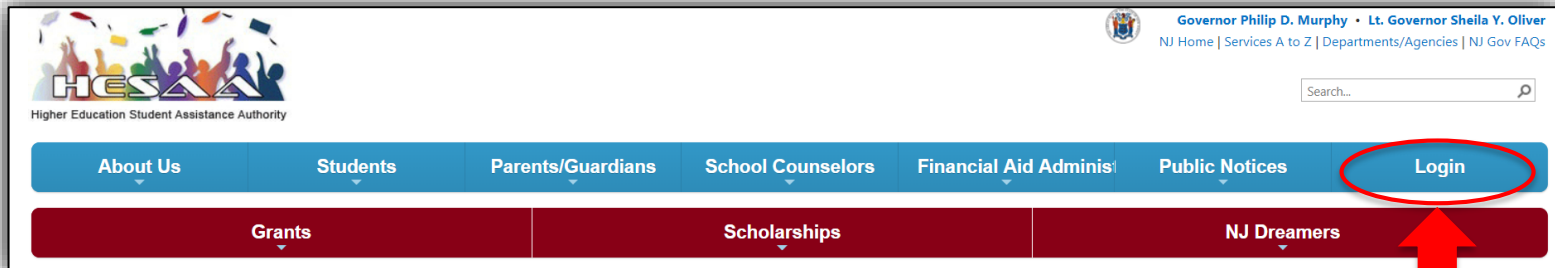 HESAA
Higher Education Student Assistance Authority
Governor Philip D. Murphy • Lt. Governor Sheila Y. Oliver
NJ Home | Services A to Z | Departments/Agencies | NJ Gov FAQs
Search...
About Us Students Parents/Guardians School Counselors Financial Aid Administ Public Notices Login
Grants Scholarships NJ Dreamers